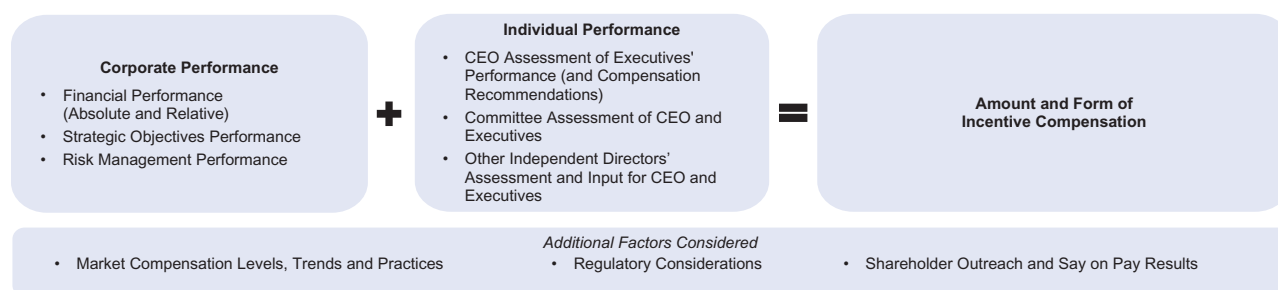 Corporate Performance
• Financial Performance
(Absolute and Relative)
• Strategic Objectives Performance
• Risk Management Performance
+
Individual Performance
• CEO Assessment of Executives'
Performance (and Compensation
Recommendations)
• Committee Assessment of CEO and
Executives
• Other Independent Directors’
Assessment and Input for CEO and
Executives
=
Amount and Form of
Incentive Compensation
Additional Factors Considered
• Market Compensation Levels, Trends and Practices • Regulatory Considerations • Shareholder Outreach and Say on Pay Results